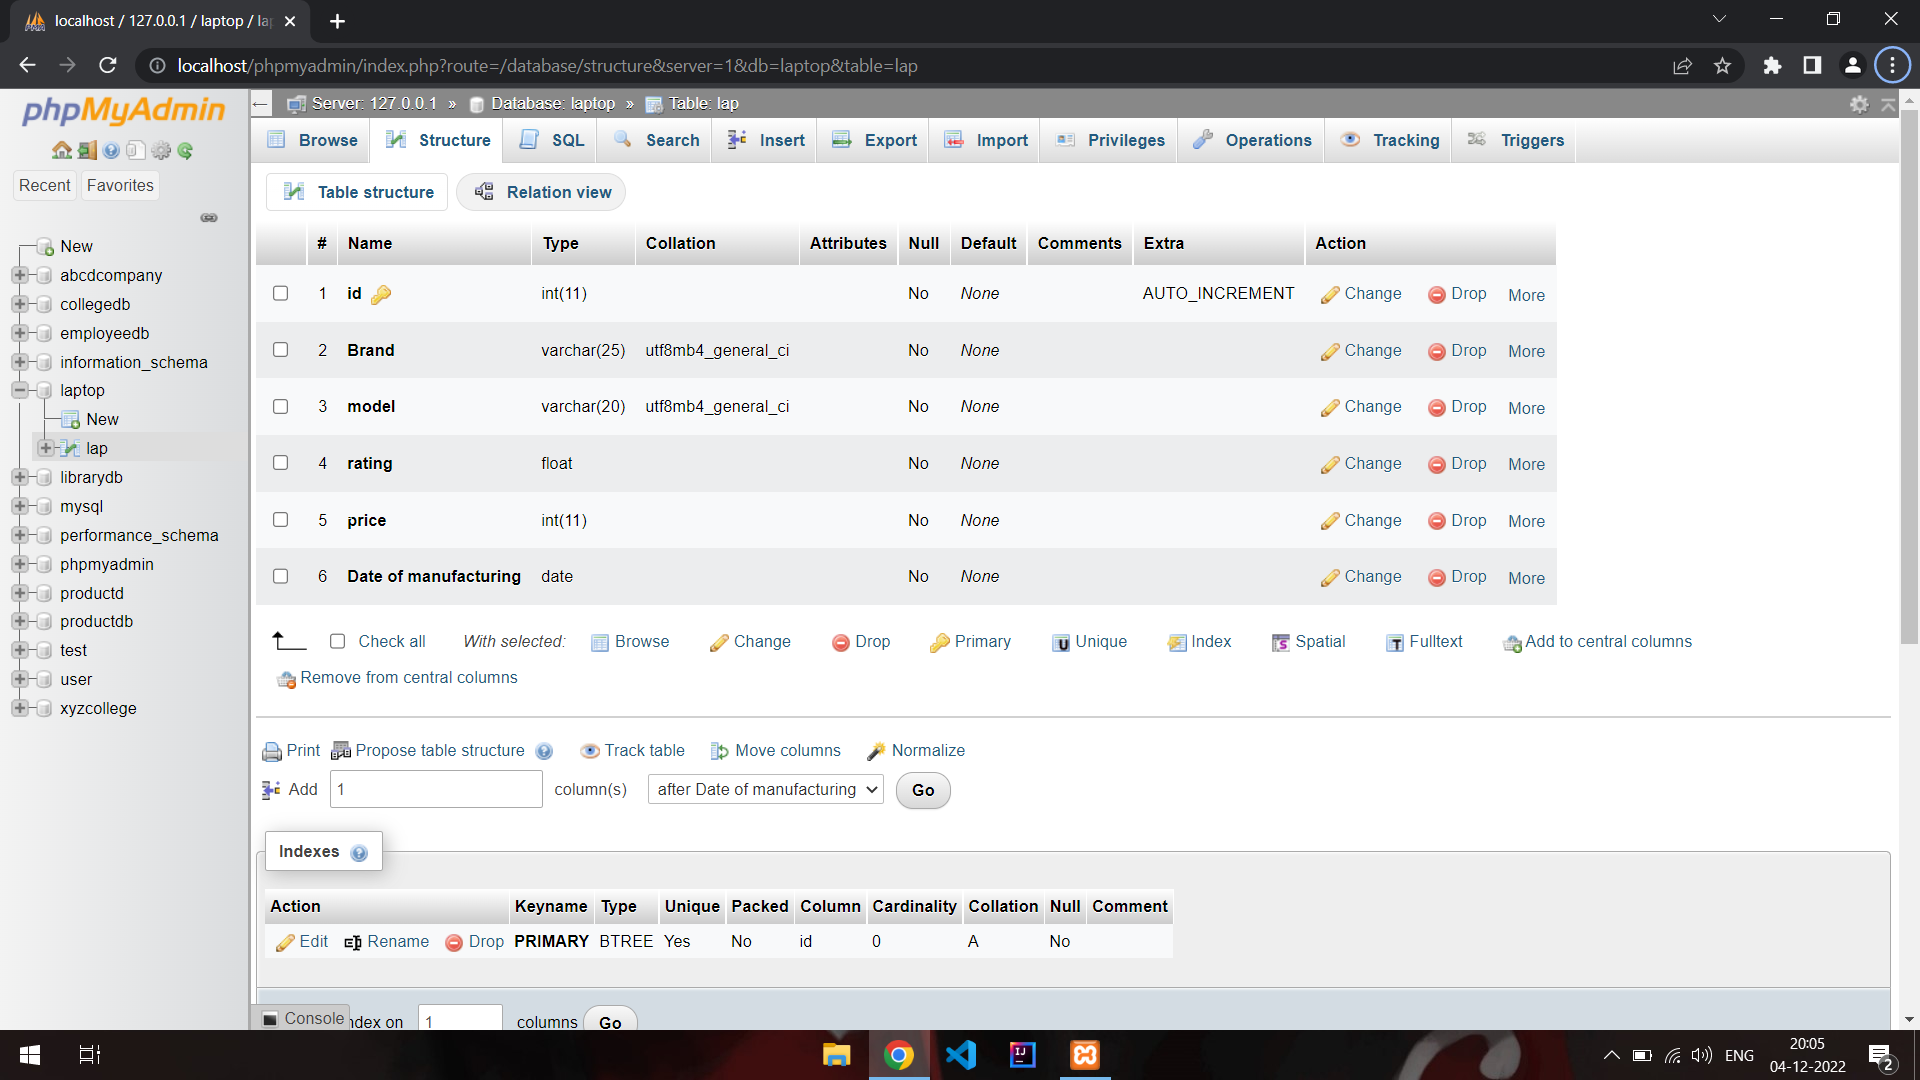 localhost / 127.0.0.1 / laptop / la
localhost/phpmyadmin/index.php?route=/database/structure&server=1&db=laptop&table=lap
phpMyAdmin
Recent Favorites
New
abcdcompany
collegedb
employeedb
information_schema
laptop
New
lap
librarydb
mysql
performance_schema
phpmyadmin
productd
productdb
test
user
xyzcollege
Server: 127.0.0.1 » Database: laptop » Table: lap
Browse Structure SQL Search Insert Export Import Privileges Operations Tracking Triggers
Table structure Relation view
# Name Type Collation Attributes Null Default Comments Extra Action
1 id int(11) No None AUTO_INCREMENT Change Drop More
2 Brand varchar(25) utf8mb4_general_ci No None Change Drop More
3 model varchar(20) utf8mb4_general_ci No None Change Drop More
4 rating float No None Change Drop More
5 price int(11) No None Change Drop More
6 Date of manufacturing date No None Change Drop More
Check all With selected: Browse Change Drop Primary Unique Index Spatial Fulltext Add to central columns
Remove from central columns
Print Propose table structure Track table Move columns Normalize
Add 1 column(s) after Date of manufacturing Go
Indexes
Action Keyname Type Unique Packed Column Cardinality Collation Null Comment
Edit Rename Drop PRIMARY BTREE Yes No id 0 A No
Console ndex on 1 columns Go
ENG
20:05
04-12-2022
2